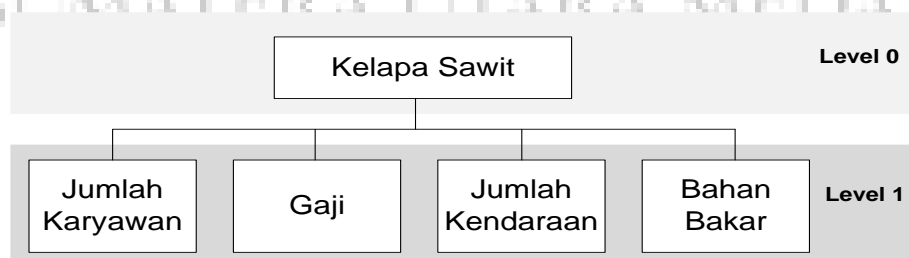 Kelapa Sawit
Level 0
Jumlah
Karyawan
Gaji
Jumlah
Kendaraan
Bahan
Bakar
Level 1